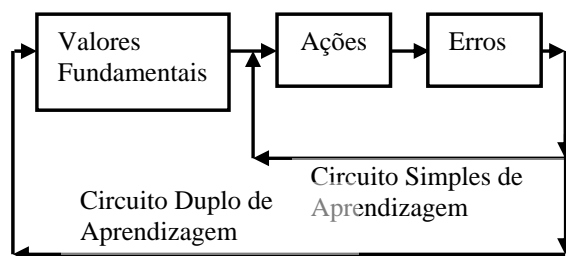 Valores
Fundamentais
Ações
Erros
Circuito Simples de
Aprendizagem
Circuito Duplo de
Aprendizagem